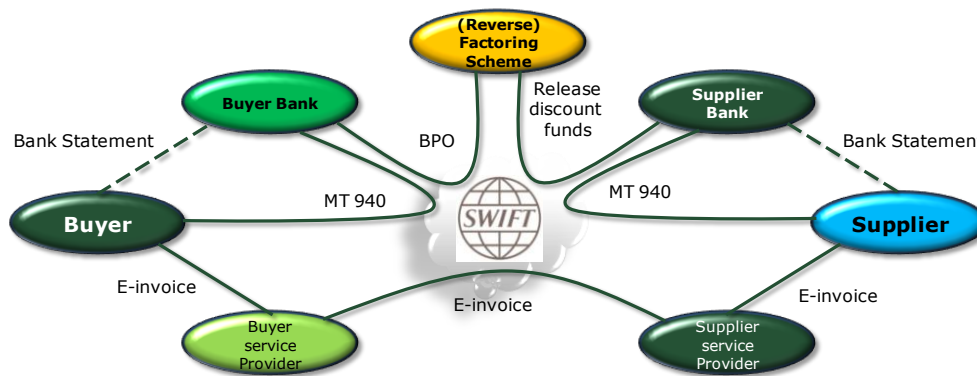 (Reverse)
Factoring
Scheme
Buyer Bank
Supplier
Bank
Release
discount
funds
BPO
Bank Statement
Bank Statemen
MT 940
MT 940
Buyer
SWIFT
Supplier
E-invoice
E-invoice
E-invoice
Buyer
service
Provider
Supplier
service
Provider